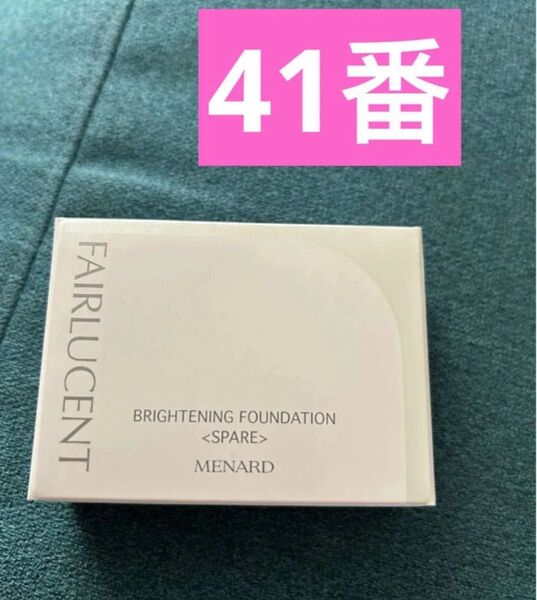 41番
FAIRLUCENT
BRIGHTENING FOUNDATION
<SPARE>
MENARD